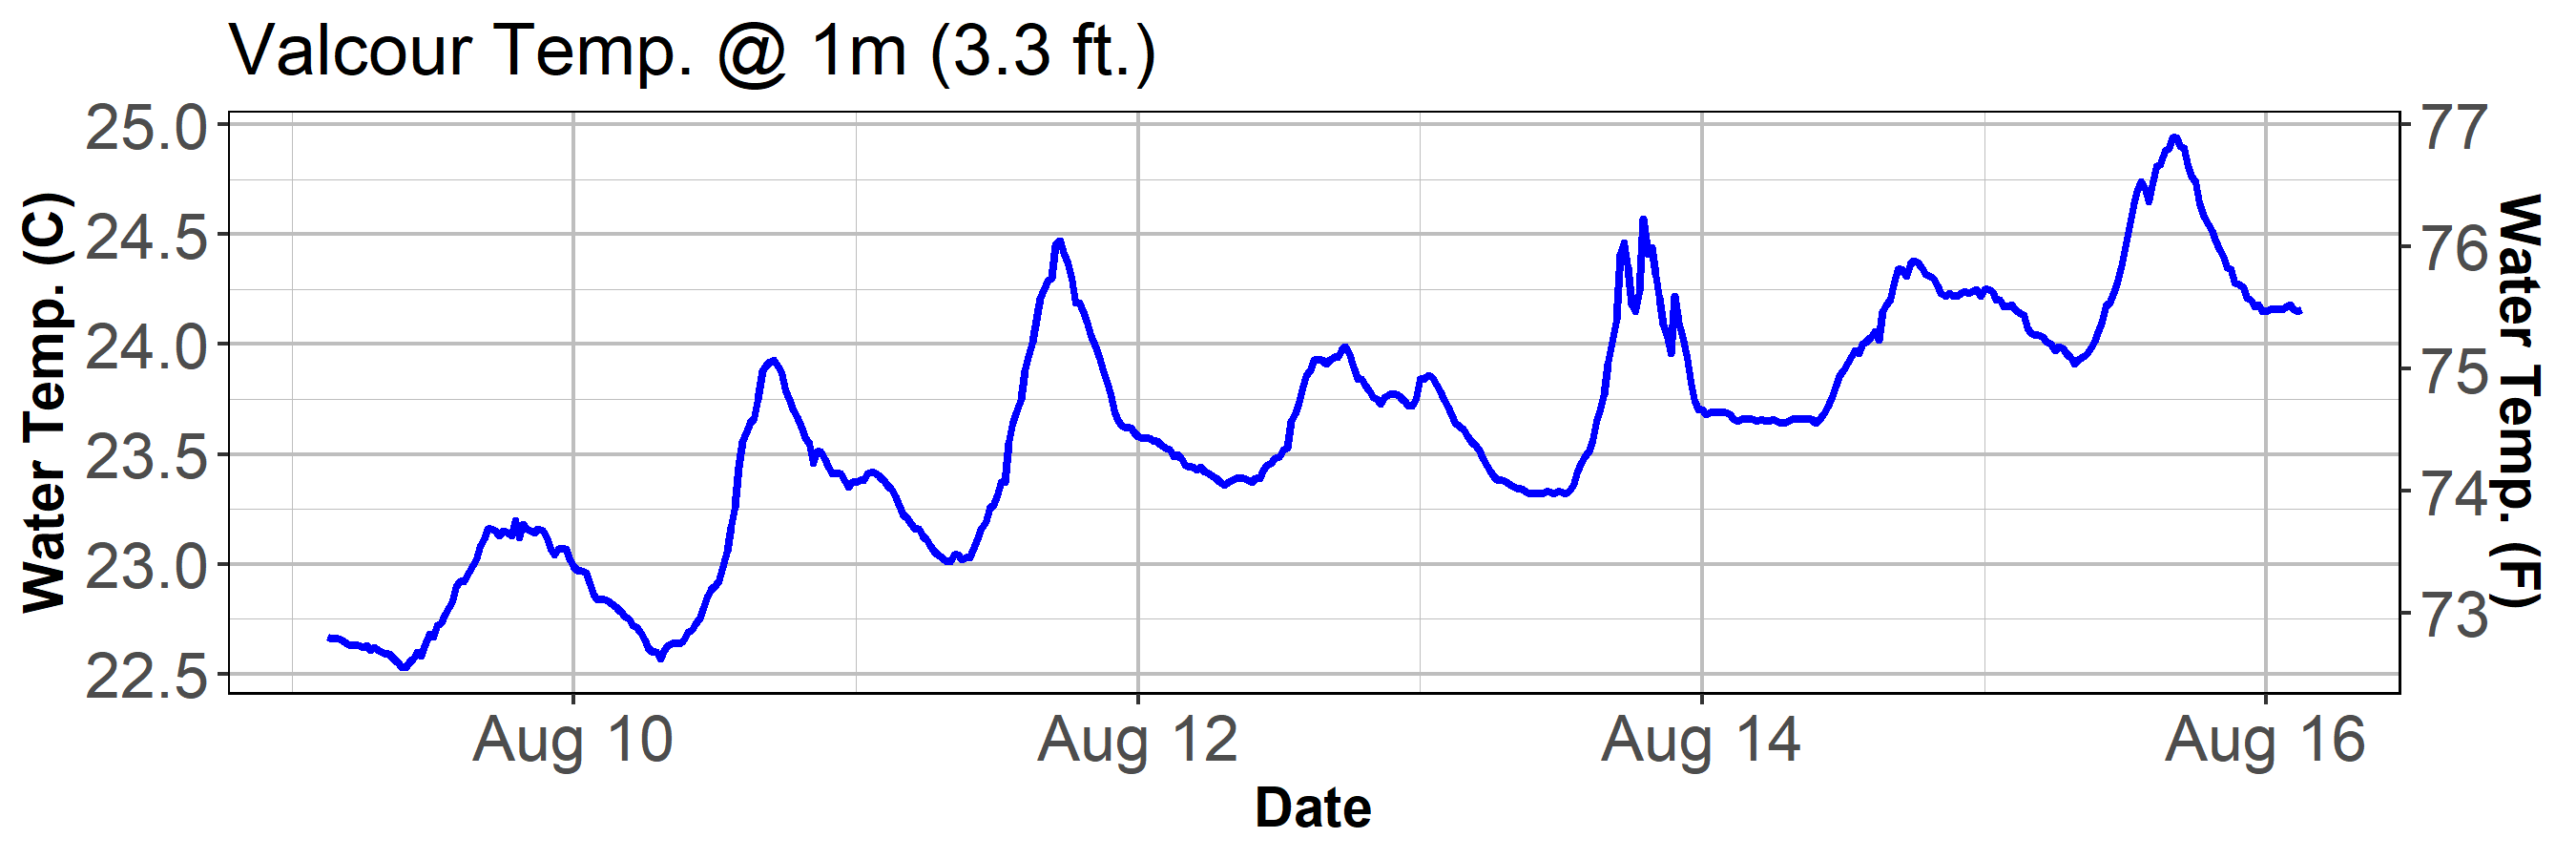 Valcour Temp. @ 1m (3.3 ft.)
25.0
24.5
24.0
23.5
23.0
22.5
Water Temp. (C)
77
76
75
74
73
Water Temp. (F)
Aug 10 Aug 12 Aug 14 Aug 16
Date